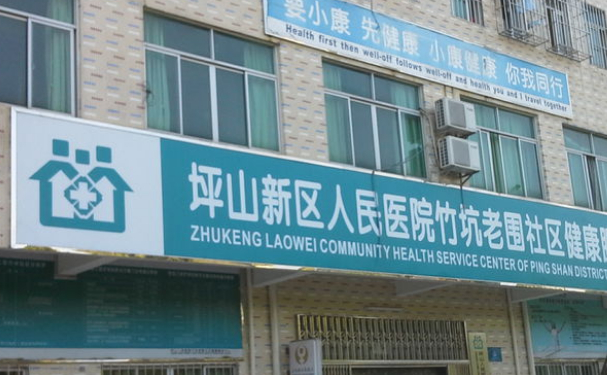 要小康 先健康 小康健康 你我同行
Health first then well-off follows well-off and health you and I travel together
坪山新区人民医院竹坑老围社区健康
ZHUKENG LAOWEI COMMUNITY HEALTH SERVICE CENTER OF PING SHAN DISTRICT